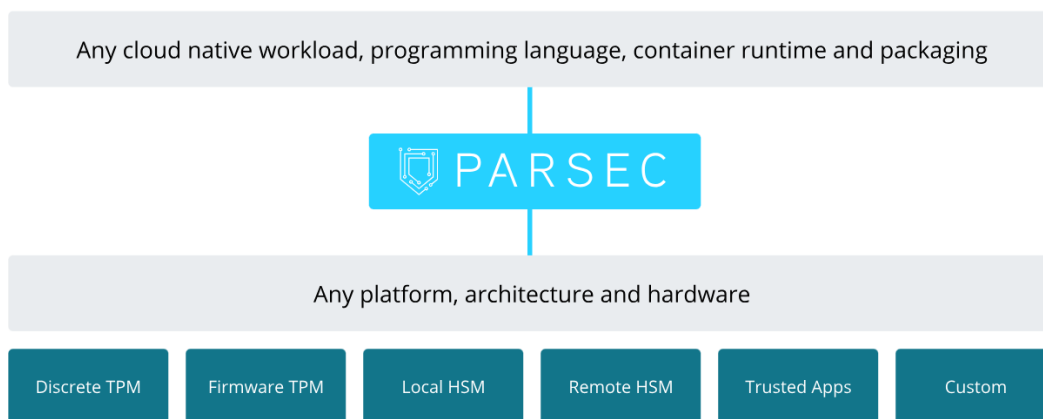 Any cloud native workload, programming language, container runtime and packaging
PARSEC
Any platform, architecture and hardware
Discrete TPM
Firmware TPM
Local HSM
Remote HSM
Trusted Apps
Custom